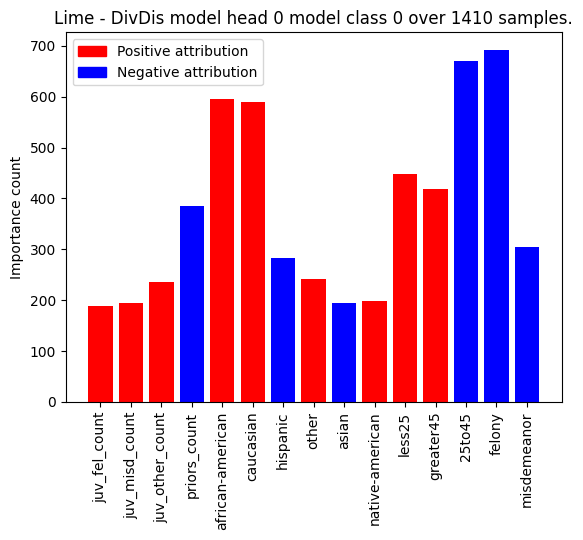 Lime - DivDis model head 0 model class 0 over 1410 samples.
Positive attribution
Negative attribution
Importance count
700
600
500
400
300
200
100
0
juv_fel_count
juv_misd_count
juv_other_count
priors_count
african-american
caucasian
hispanic
other
asian
native-american
less25
greater45
25to45
felony
misdemeanor